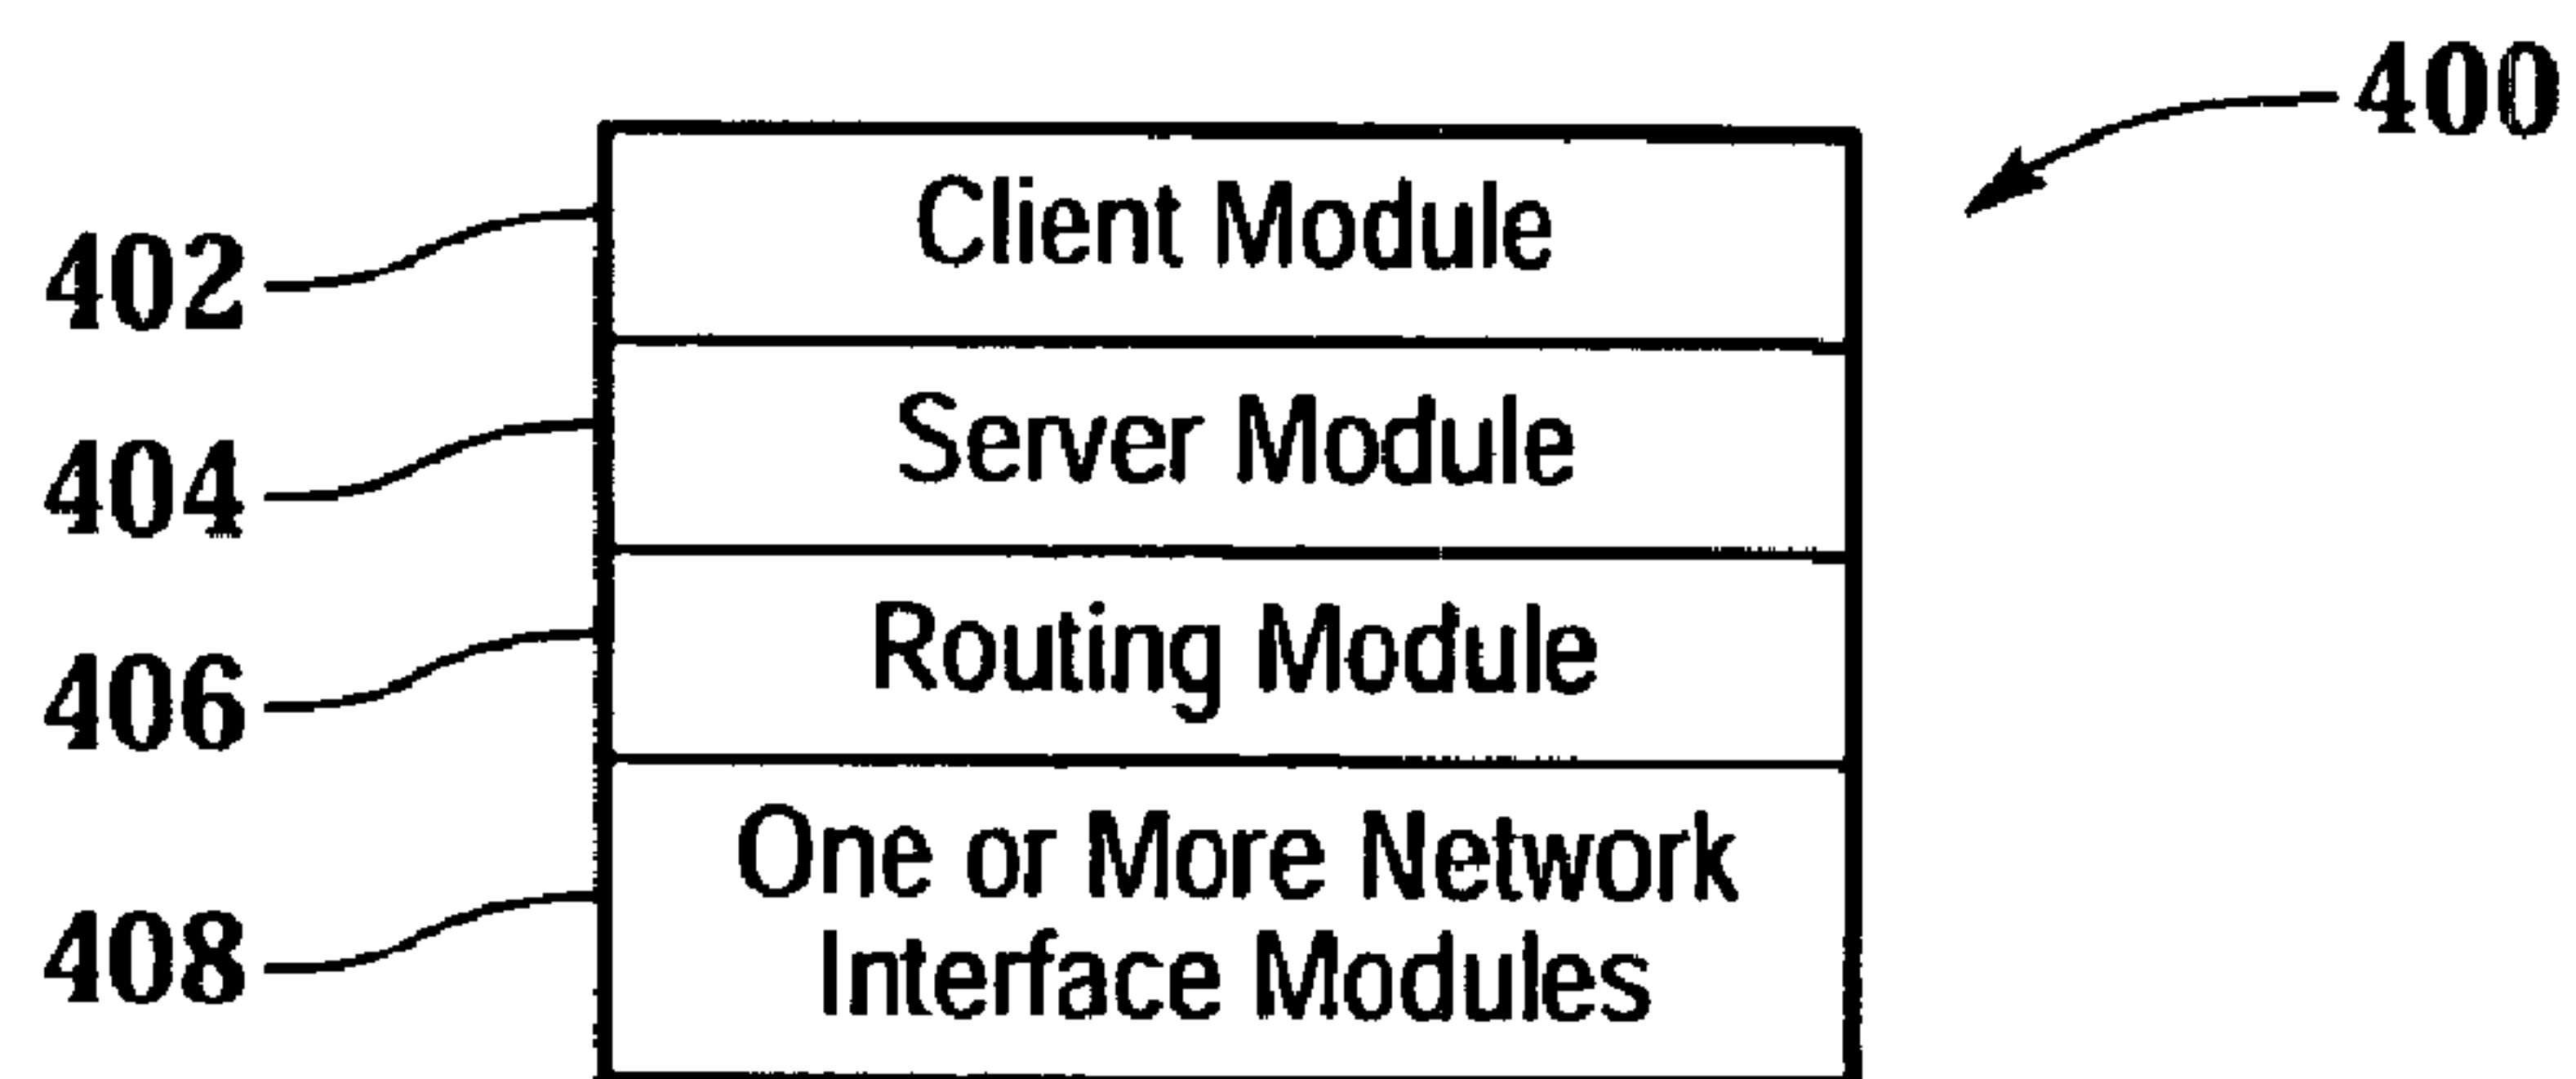 400
402
Client Module
404
Server Module
406
Routing Module
408
One or More Network
Interface Modules